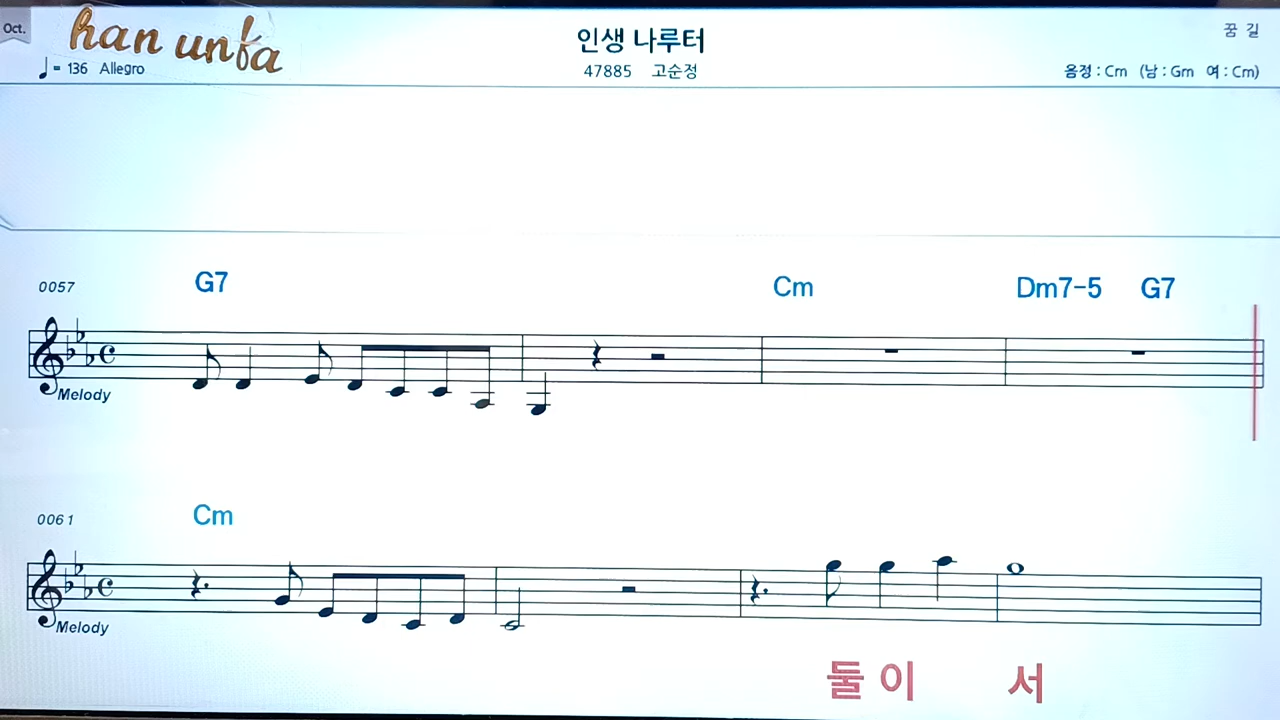 Oct.
han unfa
인생 나루터
꿈 길
♩= 136 Allegro
47885 고순정
음정 : Cm (남 : Gm 여 : Cm)
0057
G7
Cm
Dm7-5 G7
Melody
0061
Cm
Melody
둘 이 서